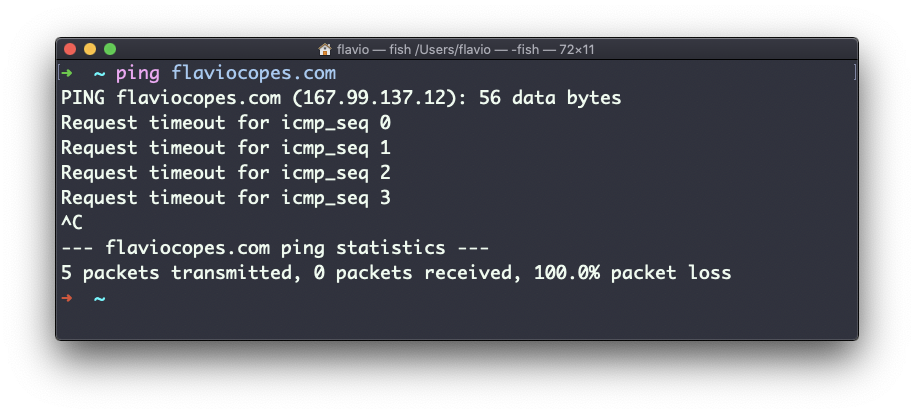 flavio — fish /Users/flavio — -fish — 72×11
➜ ~ ping flaviocopes.com
PING flaviocopes.com (167.99.137.12): 56 data bytes
Request timeout for icmp_seq 0
Request timeout for icmp_seq 1
Request timeout for icmp_seq 2
Request timeout for icmp_seq 3
^C
--- flaviocopes.com ping statistics ---
5 packets transmitted, 0 packets received, 100.0% packet loss
➜ ~